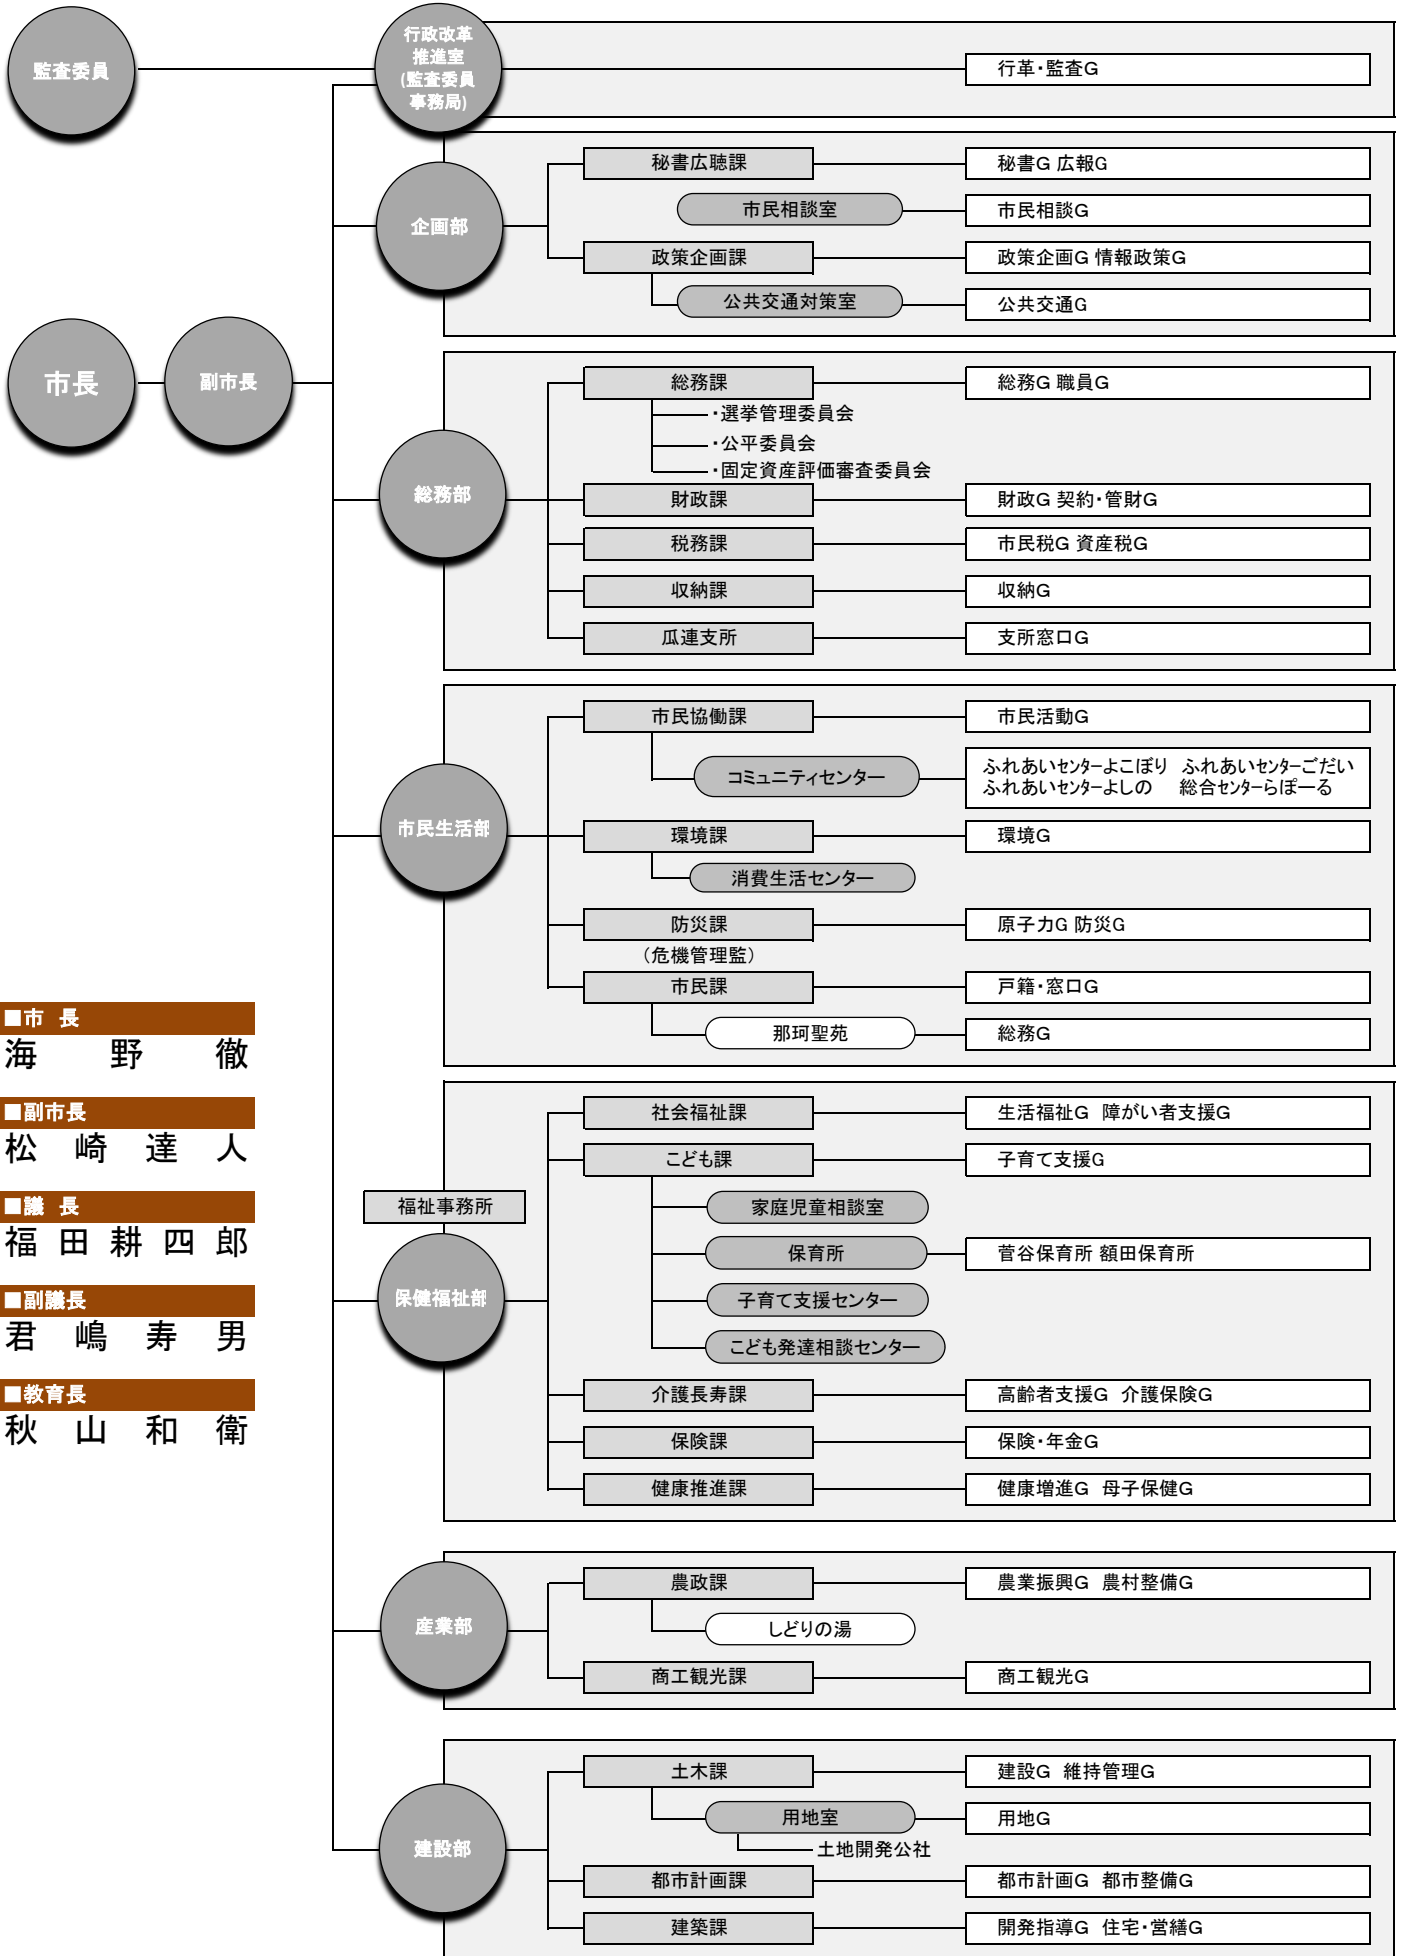 監査委員
行政改革
推進室
(監査委員
事務局)
行革・監査G
企画部
秘書広聴課
秘書G 広報G
市民相談室
市民相談G
政策企画課
政策企画G 情報政策G
公共交通対策室
公共交通G
市長
副市長
総務部
総務課
総務G 職員G
・選挙管理委員会
・公平委員会
・固定資産評価審査委員会
財政課
財政G 契約・管財G
税務課
市民税G 資産税G
収納課
収納G
瓜連支所
支所窓口G
市民生活部
市民協働課
市民活動G
コミュニティセンター
ふれあいセンターよこぼり ふれあいセンターごだい
ふれあいセンターよしの 総合センターらぽーる
環境課
環境G
消費生活センター
防災課
原子力G 防災G
(危機管理監)
市民課
戸籍・窓口G
那珂聖苑
総務G
■市 長
海 野 徹
■副市長
松 崎 達 人
■議 長
福 田 耕 四 郎
■副議長
君 嶋 寿 男
■教育長
秋 山 和 衛
福祉事務所
保健福祉部
社会福祉課
生活福祉G 障がい者支援G
こども課
子育て支援G
家庭児童相談室
保育所
菅谷保育所 額田保育所
子育て支援センター
こども発達相談センター
介護長寿課
高齢者支援G 介護保険G
保険課
保険・年金G
健康推進課
健康増進G 母子保健G
産業部
農政課
農業振興G 農村整備G
しどりの湯
商工観光課
商工観光G
建設部
土木課
建設G 維持管理G
用地室
用地G
土地開発公社
都市計画課
都市計画G 都市整備G
建築課
開発指導G 住宅・営繕G